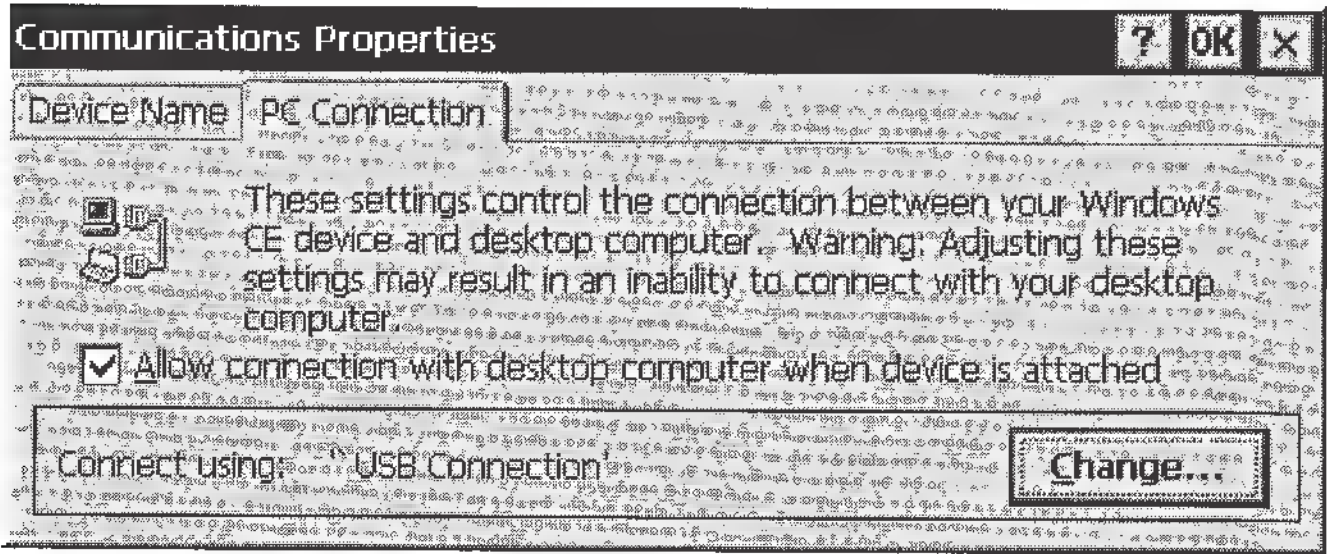 Communications Properties ? OK ×
Device Name PC Connection
These settings control the connection between your Windows
CE device and desktop computer. Warning: Adjusting these
settings may result in an inability to connect with your desktop
computer.
Allow connection with desktop computer when device is attached
Connect using: `USB Connection' Change...